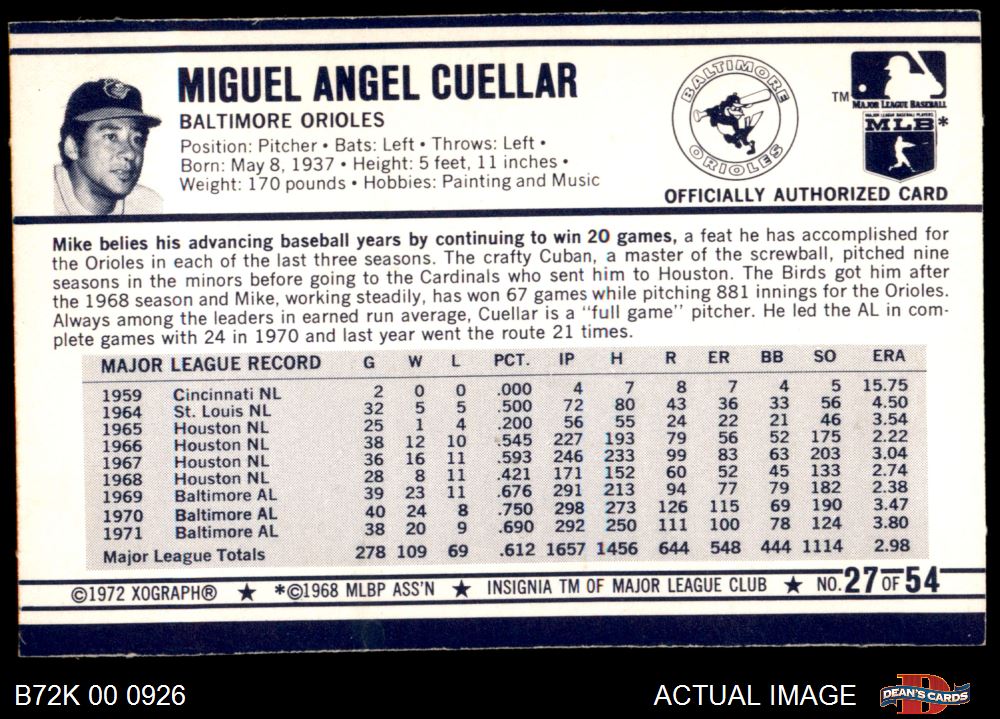 MIGUEL ANGEL CUELLAR
BALTIMORE ORIOLES
Position: Pitcher • Bats: Left • Throws: Left •
Born: May 8, 1937 • Height: 5 feet, 11 inches •
Weight: 170 pounds • Hobbies: Painting and Music
BALTIMORE
ORIOLES
TM
MAJOR LEAGUE BASEBALL
MAJOR LEAGUE BASEBALL PLAYERS
MLB*
OFFICIALLY AUTHORIZED CARD
Mike belies his advancing baseball years by continuing to win 20 games, a feat he has accomplished for
the Orioles in each of the last three seasons. The crafty Cuban, a master of the screwball, pitched nine
seasons in the minors before going to the Cardinals who sent him to Houston. The Birds got him after
the 1968 season and Mike, working steadily, has won 67 games while pitching 881 innings for the Orioles.
Always among the leaders in earned run average, Cuellar is a "full game" pitcher. He led the AL in com-
plete games with 24 in 1970 and last year went the route 21 times.
MAJOR LEAGUE RECORD G W L PCT. IP H R ER BB SO ERA
1959 Cincinnati NL 2 0 0 .000 4 7 8 7 4 5 15.75
1964 St. Louis NL 32 5 5 .500 72 80 43 36 33 56 4.50
1965 Houston NL 25 1 4 .200 56 55 24 22 21 46 3.54
1966 Houston NL 38 12 10 .545 227 193 79 56 52 175 2.22
1967 Houston NL 36 16 11 .593 246 233 99 83 63 203 3.04
1968 Houston NL 28 8 11 .421 171 152 60 52 45 133 2.74
1969 Baltimore AL 39 23 11 .676 291 213 94 77 79 182 2.38
1970 Baltimore AL 40 24 8 .750 298 273 126 115 69 190 3.47
1971 Baltimore AL 38 20 9 .690 292 250 111 100 78 124 3.80
Major League Totals 278 109 69 .612 1657 1456 644 548 444 1114 2.98
©1972 XOGRAPH® ★ *©1968 MLBP ASS'N ★ INSIGNIA TM OF MAJOR LEAGUE CLUB ★ NO. 27 OF 54
B72K 00 0926
ACTUAL IMAGE
DEAN'S CARDS